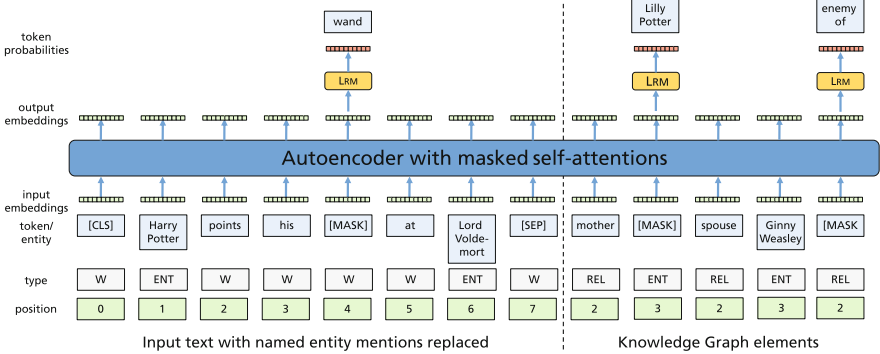 wand Lilly enemy
Potter of
token
probabilities
LRM LRM LRM
output
embeddings
Autoencoder with masked self-attentions
input
embeddings
token/
entity
[CLS] Harry points his [MASK] at Lord [SEP] mother [MASK] spouse Ginny [MASK
Potter Volde- Weasley
mort
type W ENT W W W W ENT W REL ENT REL ENT REL
position 0 1 2 3 4 5 6 7 2 3 2 3 2
Input text with named entity mentions replaced Knowledge Graph elements